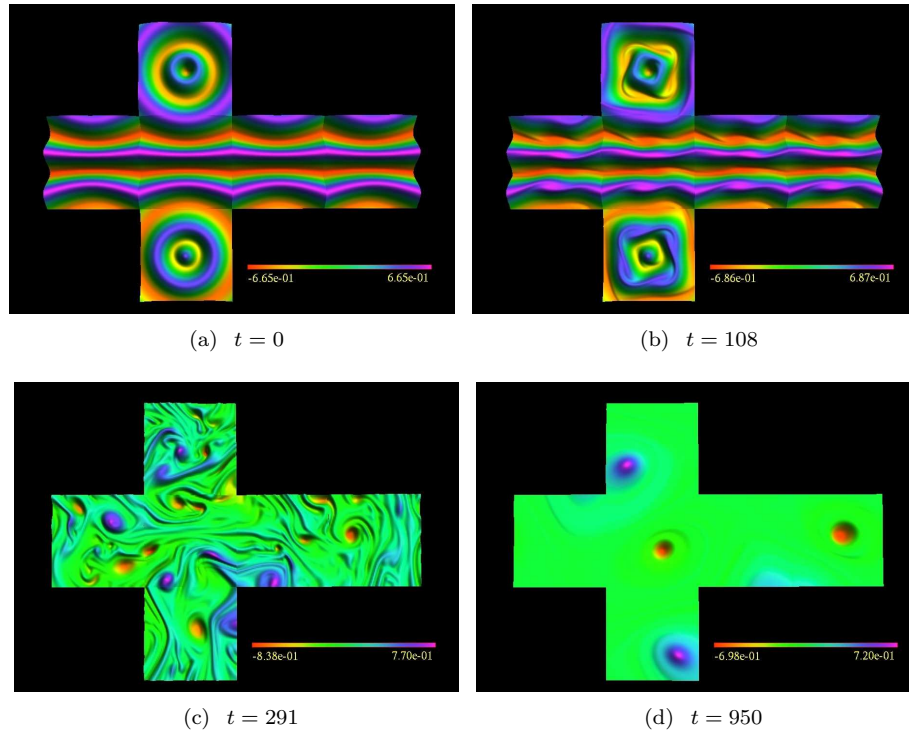 -6.65e-01 6.65e-01
-6.86e-01 6.87e-01
(a) t = 0
(b) t = 108
-8.38e-01 7.70e-01
-6.98e-01 7.20e-01
(c) t = 291
(d) t = 950